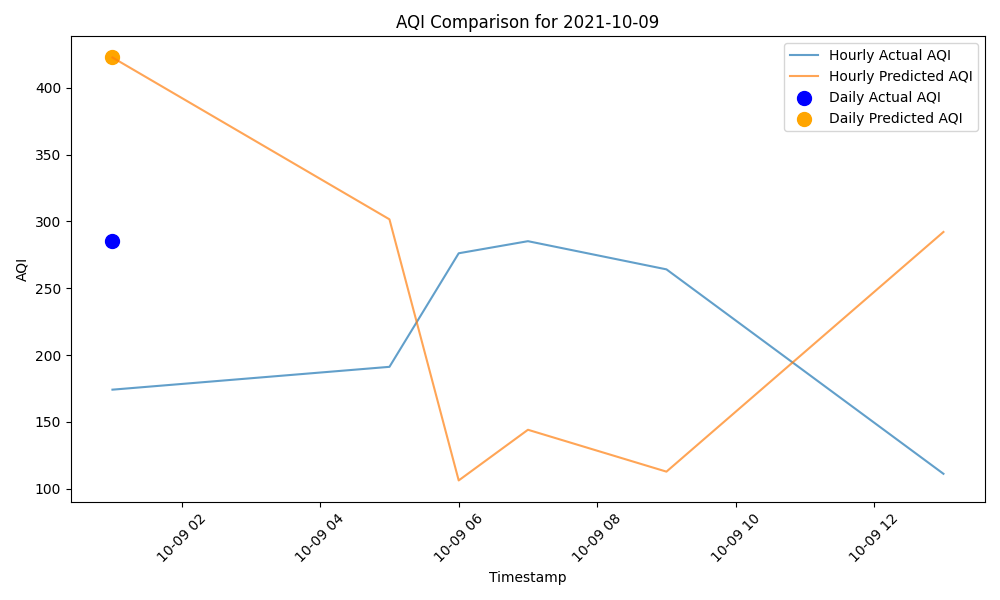 AQI Comparison for 2021-10-09
Hourly Actual AQI
Hourly Predicted AQI
Daily Actual AQI
Daily Predicted AQI
AQI
400
350
300
250
200
150
100
10-09 02
10-09 04
10-09 06
10-09 08
10-09 10
10-09 12
Timestamp